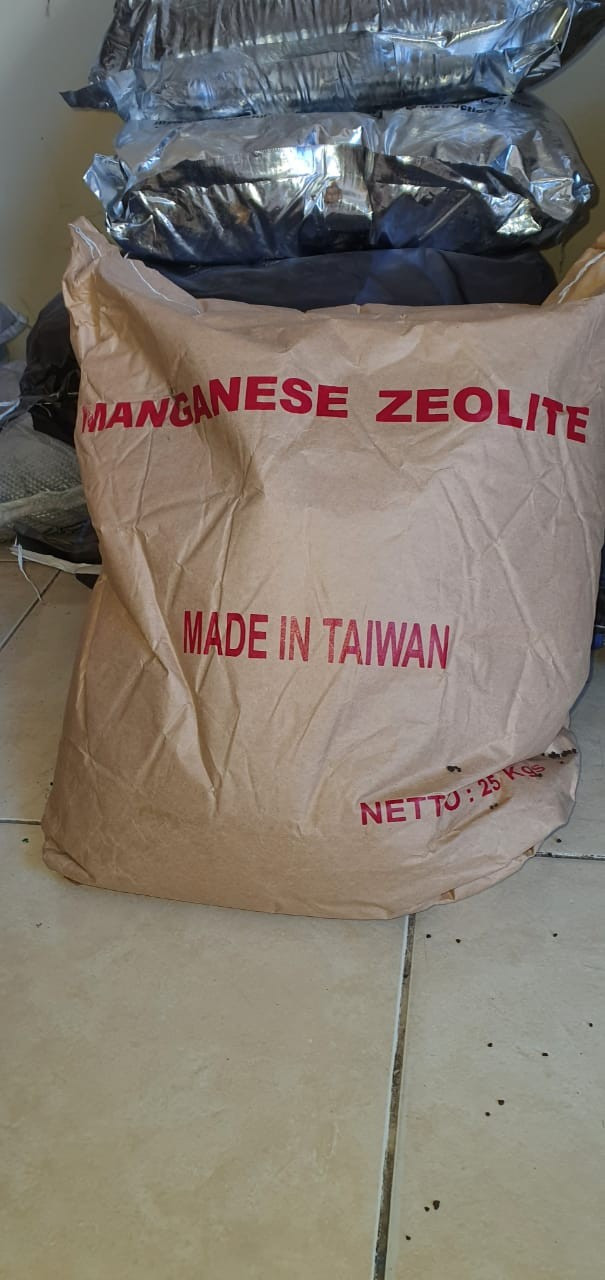 MANGANESE ZEOLITE
MADE IN TAIWAN
NETTO : 25 Kgs